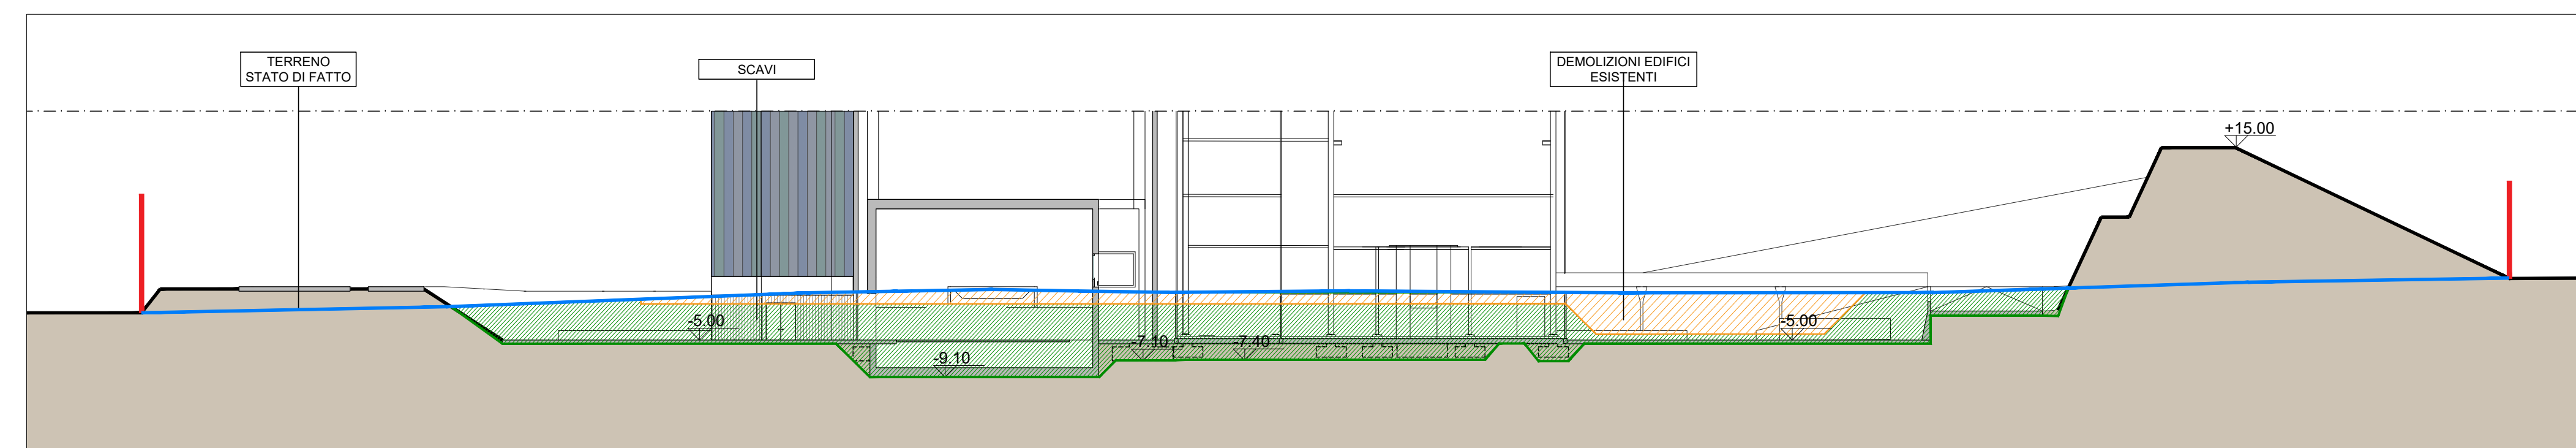 TERRENO
STATO DI FATTO
SCAVI
DEMOLIZIONI EDIFICI
ESISTENTI
+15.00
-5.00
-9.10
-7.10
-7.40
-5.00